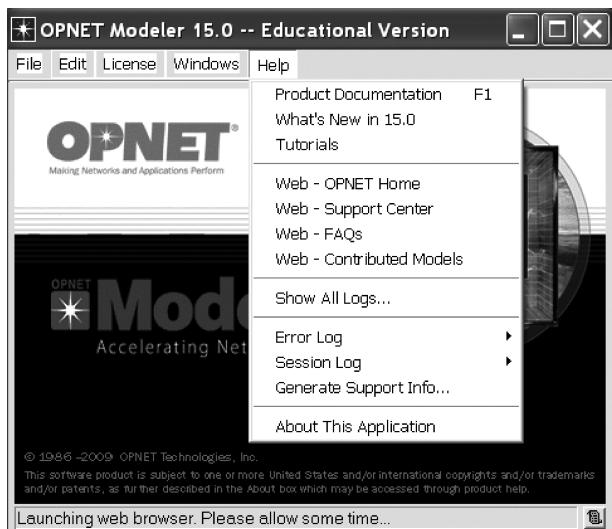 OPNET Modeler 15.0 -- Educational Version
File Edit License Windows Help
Product Documentation F1
What's New in 15.0
Tutorials
Web - OPNET Home
Web - Support Center
Web - FAQs
Web - Contributed Models
Show All Logs...
Error Log
Session Log
Generate Support Info...
About This Application
OPNET®
Making Networks and Applications Perform
OPNET
Mode
Accelerating Net
© 1986-2009 OPNET Technologies, Inc.
This software product is subject to one or more United States and/or international copyrights and/or trademarks
and/or patents, as further described in the About box which may be accessed through product help.
Launching web browser. Please allow some time...